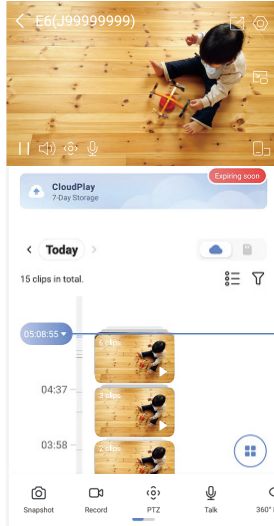 E6(J99999999)
Expiring soon
CloudPlay
7-Day Storage
Today
15 clips in total.
05:08:55
6 clips
04:37
3 clips
03:58
2 clips
Snapshot
Record
PTZ
Talk
360°